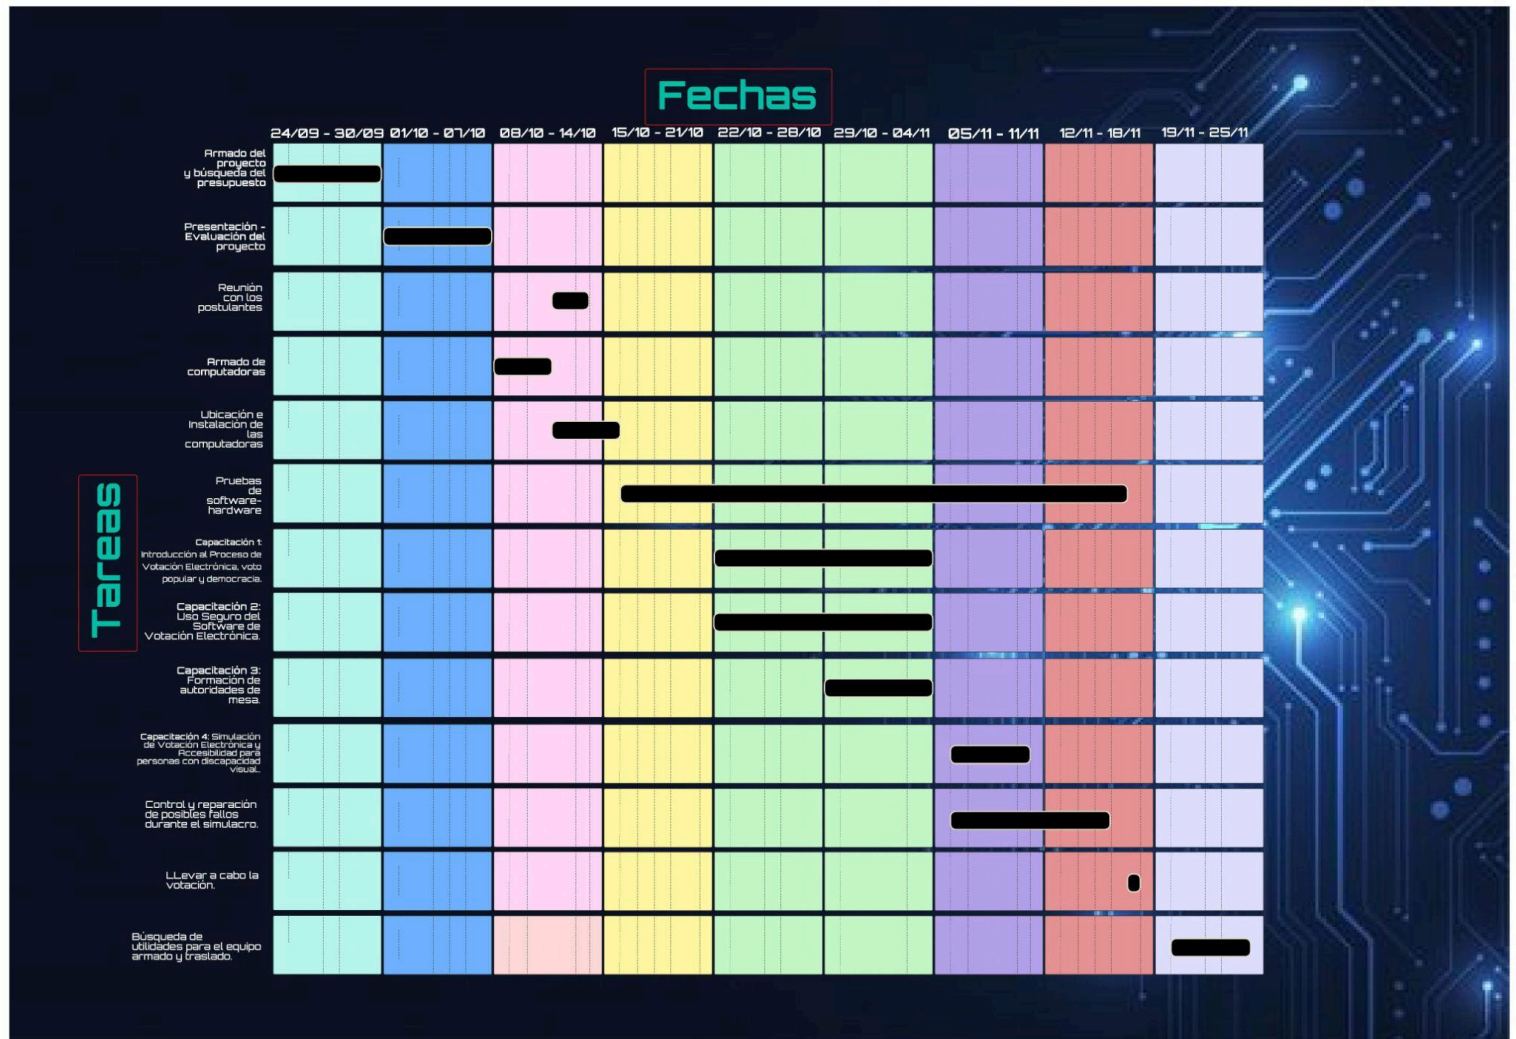 Fechas
24/09 - 30/09 01/10 - 07/10 08/10 - 14/10 15/10 - 21/10 22/10 - 28/10 29/10 - 04/11 05/11 - 11/11 12/11 - 18/11 19/11 - 25/11
Armado del
proyecto
y búsqueda del
presupuesto
Presentación -
Evaluación del
proyecto
Reunión
con los
postulantes
Armado de
computadoras
Ubicación e
Instalación de
las
computadoras
Tareas
Pruebas
de
software-
hardware
Capacitación 1:
Introducción al Proceso de
Votación Electrónica, voto
popular y democracia.
Capacitación 2:
Uso Seguro del
Software de
Votación Electrónica.
Capacitación 3:
Formación de
autoridades de
mesa.
Capacitación 4: Simulación
de Votación Electrónica y
Accesibilidad para
personas con discapacidad
visual.
Control y reparación
de posibles fallos
durante el simulacro.
LLevar a cabo la
votación.
Búsqueda de
utilidades para el equipo
armado y traslado.